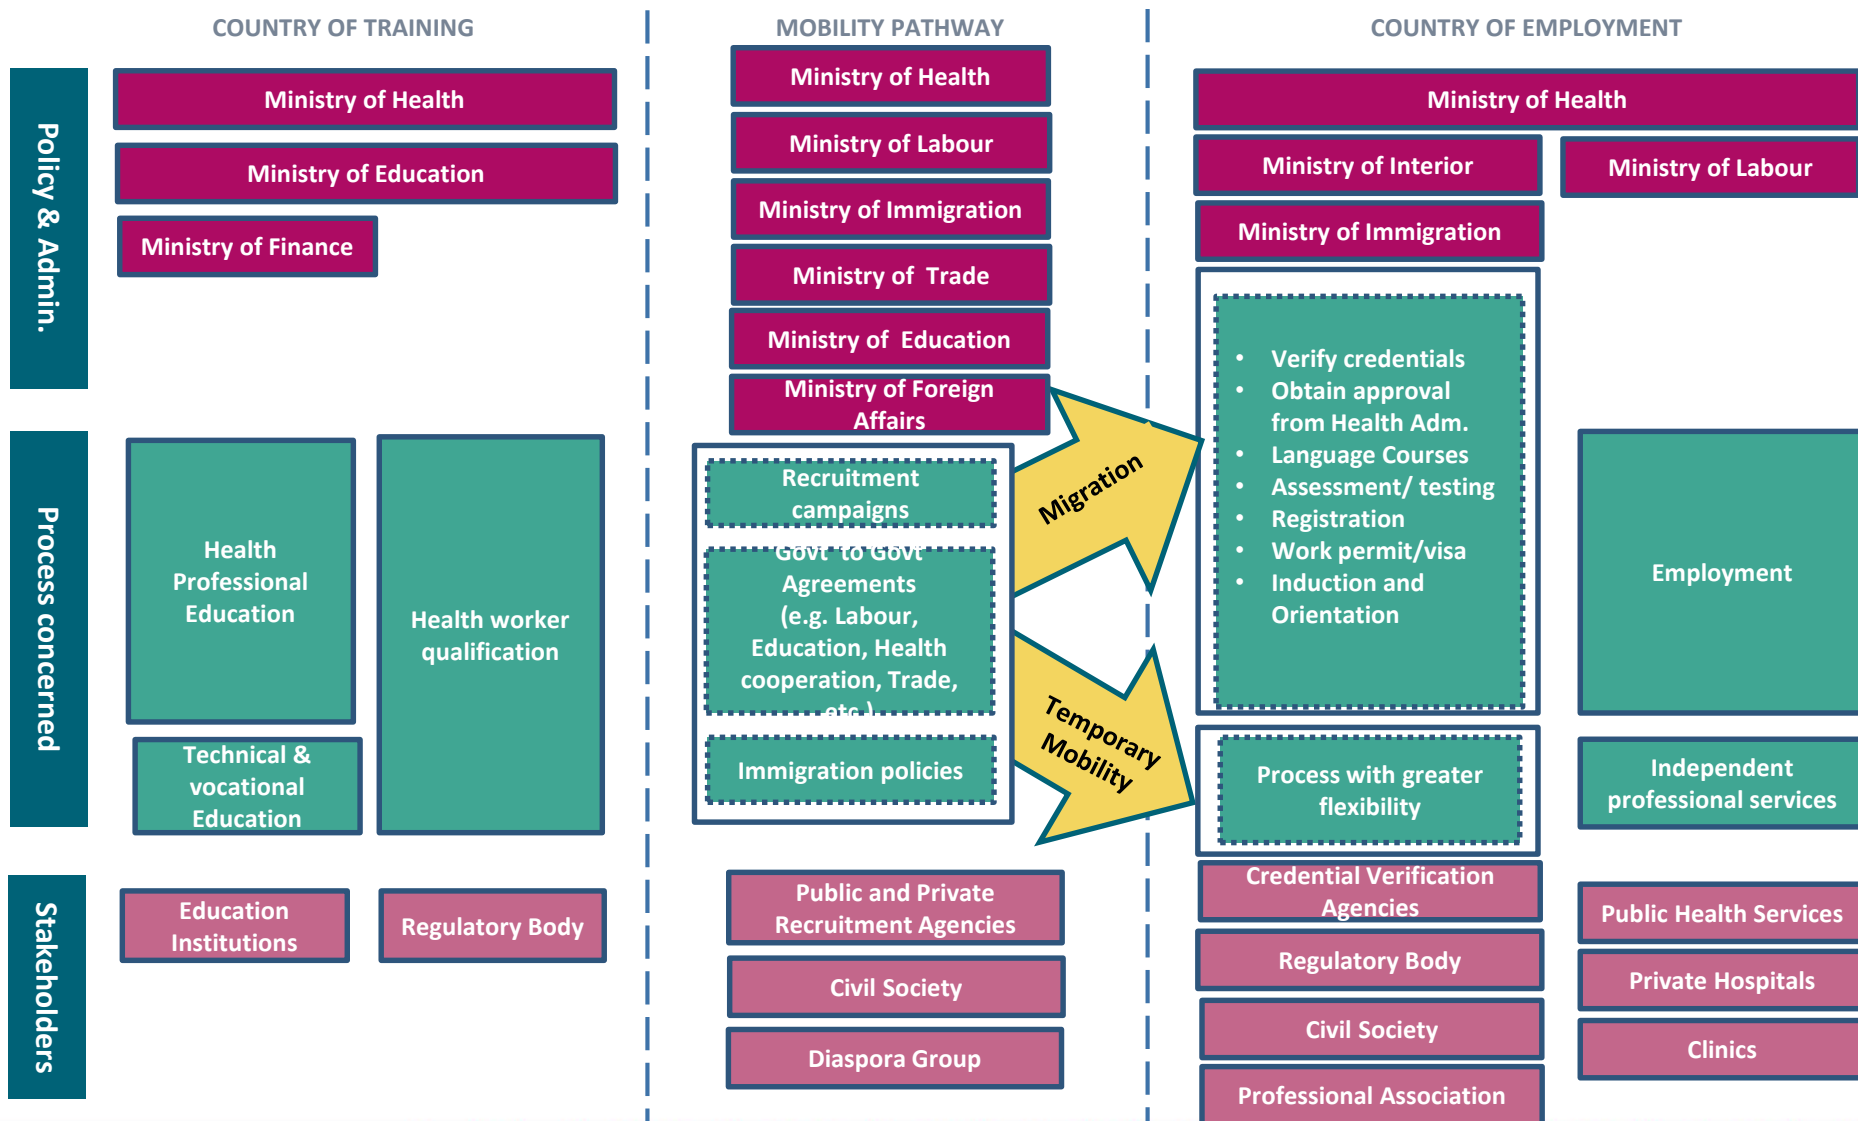 COUNTRY OF TRAINING
MOBILITY PATHWAY
COUNTRY OF EMPLOYMENT
Policy & Admin.
Ministry of Health
Ministry of Education
Ministry of Finance
Ministry of Health
Ministry of Labour
Ministry of Immigration
Ministry of Trade
Ministry of Education
Ministry of Foreign
Affairs
Ministry of Health
Ministry of Interior
Ministry of Labour
Ministry of Immigration
Process concerned
Health
Professional
Education
Technical &
vocational
Education
Health worker
qualification
Recruitment
campaigns
Govt to Govt
Agreements
(e.g. Labour,
Education, Health
cooperation, Trade,
etc.)
Immigration policies
Migration
Temporary
Mobility
• Verify credentials
• Obtain approval
from Health Adm.
• Language Courses
• Assessment/ testing
• Registration
• Work permit/visa
• Induction and
Orientation
Process with greater
flexibility
Employment
Independent
professional services
Stakeholders
Education
Institutions
Regulatory Body
Public and Private
Recruitment Agencies
Civil Society
Diaspora Group
Credential Verification
Agencies
Regulatory Body
Civil Society
Professional Association
Public Health Services
Private Hospitals
Clinics